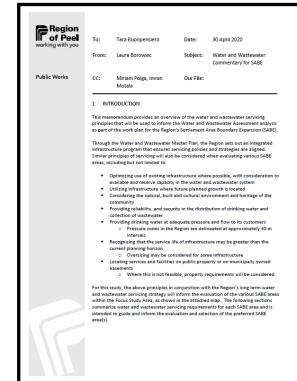 Region
of Peel
working with you
To: Tara Buonpensiero Date: 30 April 2020
From: Laura Borowiec Subject: Water and Wastewater
Commentary for SABE
Public Works CC: Miriam Polga, Imran
Motala Our File:
1 INTRODUCTION
This memorandum provides an overview of the water and wastewater servicing
principles that will be used to inform the Water and Wastewater Assessment analysis
as part of the work plan for the Region's Settlement Area Boundary Expansion (SABE).
Through the Water and Wastewater Master Plan, the Region sets out an integrated
infrastructure program that ensures servicing policies and strategies are aligned.
Similar principles of servicing will also be considered when evaluating various SABE
areas, including but not limited to:
• Optimizing use of existing infrastructure where possible, with consideration to
available and reserve capacity in the water and wastewater system
• Utilizing infrastructure where future planned growth is located
• Considering the natural, built and cultural environment and heritage of the
community
• Providing reliability, and security in the distribution of drinking water and
collection of wastewater
• Providing drinking water at adequate pressure and flow to its customers
o Pressure zones in the Region are delineated at approximately 30 m
intervals
• Recognizing that the service life of infrastructure may be greater than the
current planning horizon
o Oversizing may be considered for some infrastructure
• Locating services and facilities on public property or on municipally owned
easements
o Where this is not feasible, property requirements will be considered
For this study, the above principles in conjunction with the Region's long term water
and wastewater servicing strategy will inform the evaluation of the various SABE areas
within the Focus Study Area, as shown in the attached map. The following sections
summarize water and wastewater servicing requirements for each SABE area and is
intended to guide and inform the evaluation and selection of the preferred SABE
area(s).